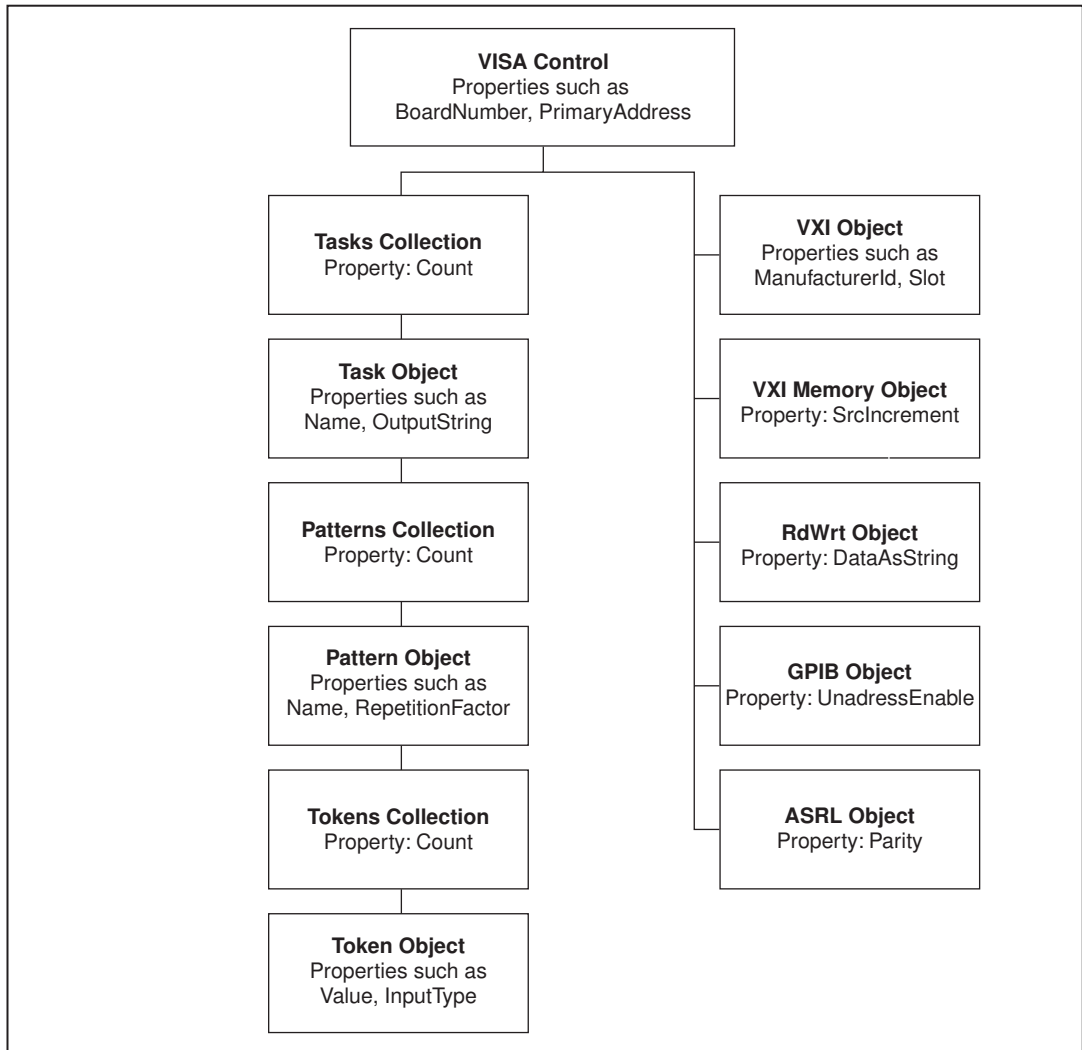 VISA Control
Properties such as
BoardNumber, PrimaryAddress
Tasks Collection
Property: Count
Task Object
Properties such as
Name, OutputString
Patterns Collection
Property: Count
Pattern Object
Properties such as
Name, RepetitionFactor
Tokens Collection
Property: Count
Token Object
Properties such as
Value, InputType
VXI Object
Properties such as
ManufacturerId, Slot
VXI Memory Object
Property: SrcIncrement
RdWrt Object
Property: DataAsString
GPIB Object
Property: UnadressEnable
ASRL Object
Property: Parity